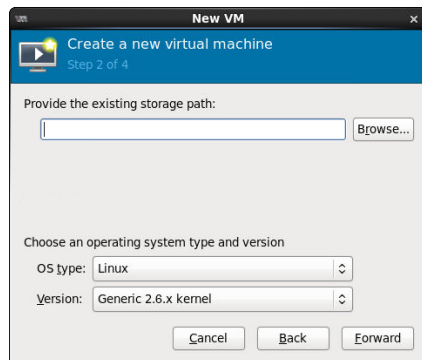 New VM
Create a new virtual machine
Step 2 of 4
Provide the existing storage path:
Browse...
Choose an operating system type and version
OS type: Linux
Version: Generic 2.6.x kernel
Cancel Back Forward